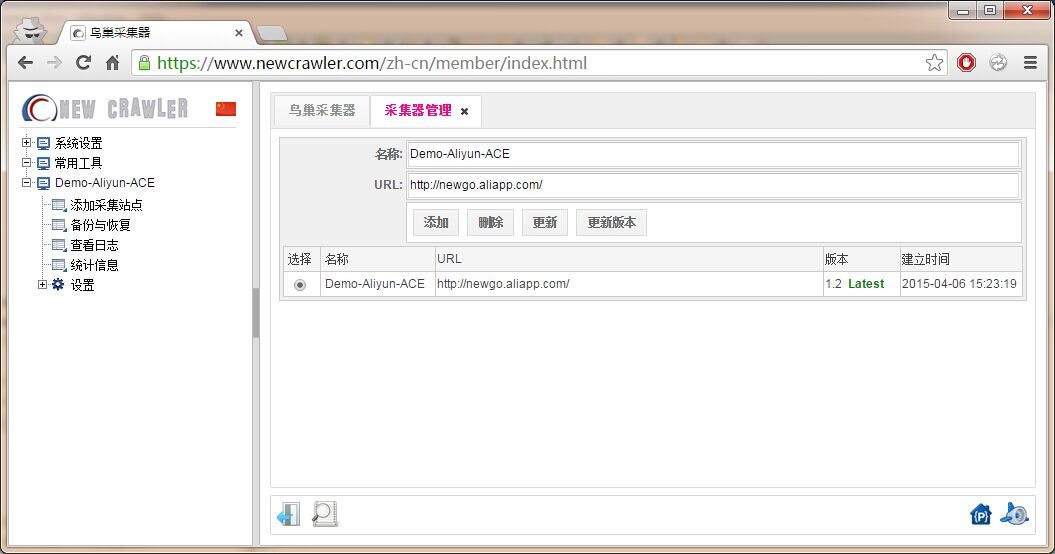 鸟巢采集器
https://www.newcrawler.com/zh-cn/member/index.html
NEW CRAWLER
系统设置
常用工具
Demo-Aliyun-ACE
添加采集站点
备份与恢复
查看日志
统计信息
设置
鸟巢采集器 采集器管理
名称: Demo-Aliyun-ACE
URL: http://newgo.aliapp.com/
添加 删除 更新 更新版本
选择 名称 URL 版本 建立时间
Demo-Aliyun-ACE http://newgo.aliapp.com/ 1.2 Latest 2015-04-06 15:23:19
{P}